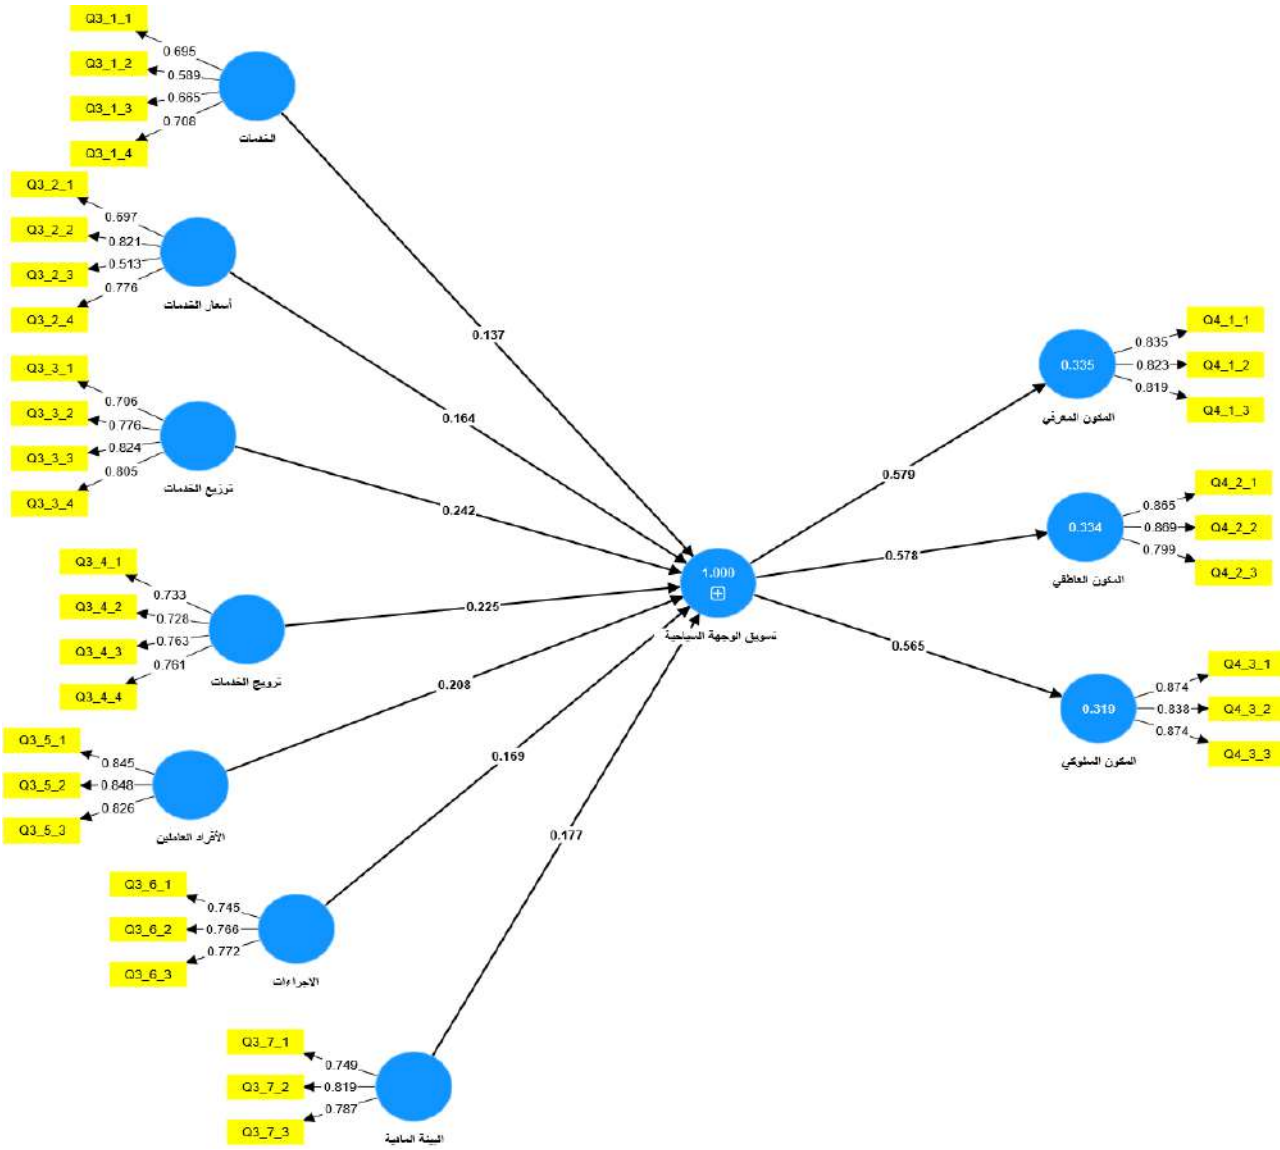 Q3_1_1
0.695
Q3_1_2
0.589
Q3_1_3
0.665
Q3_1_4
0.708
الخدمات
Q3_2_1
0.697
Q3_2_2
0.821
Q3_2_3
0.513
Q3_2_4
0.776
أسعار الخدمات
Q3_3_1
0.706
Q3_3_2
0.776
Q3_3_3
0.824
Q3_3_4
0.805
توزيع الخدمات
Q3_4_1
0.733
Q3_4_2
0.728
Q3_4_3
0.763
Q3_4_4
0.761
ترويج الخدمات
Q3_5_1
0.845
Q3_5_2
0.848
Q3_5_3
0.826
الأفراد العاملين
Q3_6_1
0.745
Q3_6_2
0.766
Q3_6_3
0.772
الاجراءات
Q3_7_1
0.749
Q3_7_2
0.819
Q3_7_3
0.787
البيئة المادية
0.137
0.164
0.242
0.225
0.208
0.169
0.177
1.000
تسويق الوجهة السياحية
0.579
0.578
0.565
0.335
المكون المعرفي
Q4_1_1
0.835
Q4_1_2
0.823
Q4_1_3
0.819
0.334
المكون العاطفي
Q4_2_1
0.865
Q4_2_2
0.869
Q4_2_3
0.799
0.319
المكون السلوكي
Q4_3_1
0.874
Q4_3_2
0.838
Q4_3_3
0.874